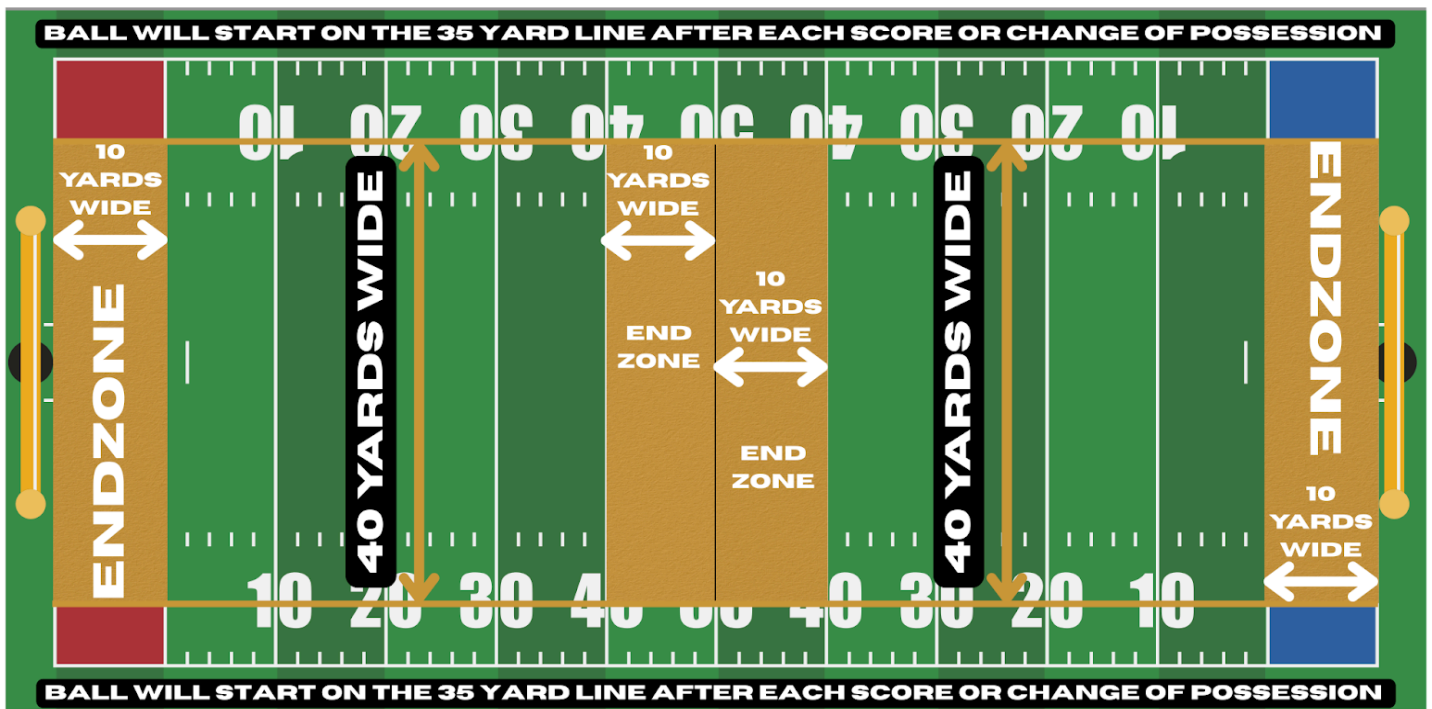 BALL WILL START ON THE 35 YARD LINE AFTER EACH SCORE OR CHANGE OF POSSESSION
10 20 30 40 50 40 30 20 10
10
YARDS
WIDE
ENDZONE
40 YARDS WIDE
10
YARDS
WIDE
END
ZONE
10
YARDS
WIDE
END
ZONE
40 YARDS WIDE
ENDZONE
10
YARDS
WIDE
10 20 30 40 50 40 30 20 10
BALL WILL START ON THE 35 YARD LINE AFTER EACH SCORE OR CHANGE OF POSSESSION